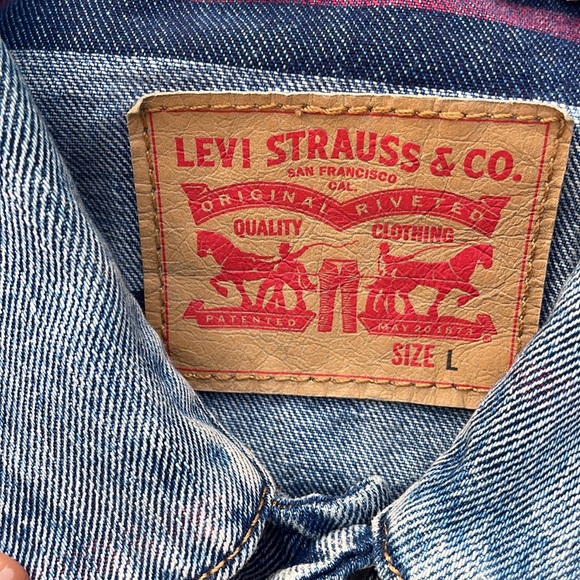 LEVI STRAUSS & CO.
SAN FRANCISCO
CAL.
ORIGINAL RIVETED
QUALITY CLOTHING
PATENTED MAY 20 1873
®
SIZE L